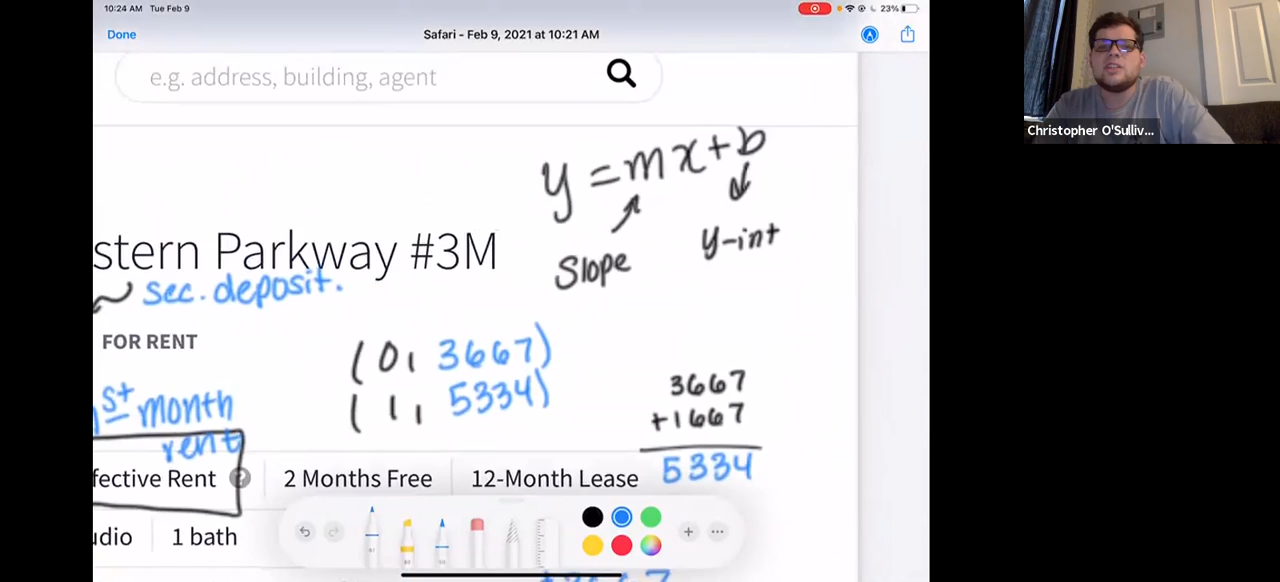 10:24 AM Tue Feb 9
23%
Done
Safari - Feb 9, 2021 at 10:21 AM
e.g. address, building, agent
y = mx + b
Slope
y-int
stern Parkway #3M
sec. deposit.
FOR RENT
(0, 3667)
(1, 5334)
st month
rent
3667
+1667
5334
fective Rent
2 Months Free
12-Month Lease
udio
1 bath
Christopher O'Sulliv...